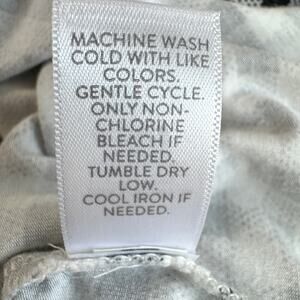 MACHINE WASH
COLD WITH LIKE
COLORS.
GENTLE CYCLE.
ONLY NON-
CHLORINE
BLEACH IF
NEEDED.
TUMBLE DRY
LOW.
COOL IRON IF
NEEDED.